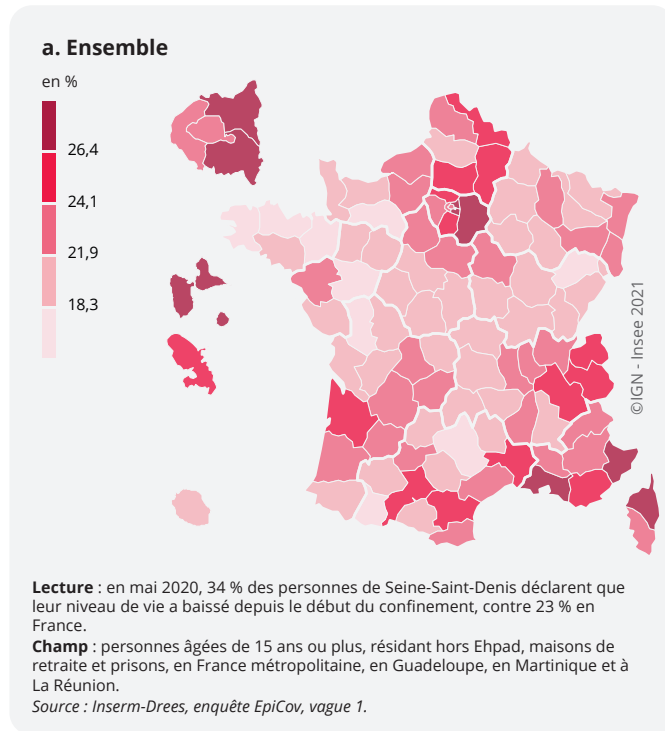 a. Ensemble
en %
26,4
24,1
21,9
18,3
©IGN - Insee 2021
Lecture : en mai 2020, 34 % des personnes de Seine-Saint-Denis déclarent que
leur niveau de vie a baissé depuis le début du confinement, contre 23 % en
France.
Champ : personnes âgées de 15 ans ou plus, résidant hors Ehpad, maisons de
retraite et prisons, en France métropolitaine, en Guadeloupe, en Martinique et à
La Réunion.
Source : Inserm-Drees, enquête EpiCov, vague 1.